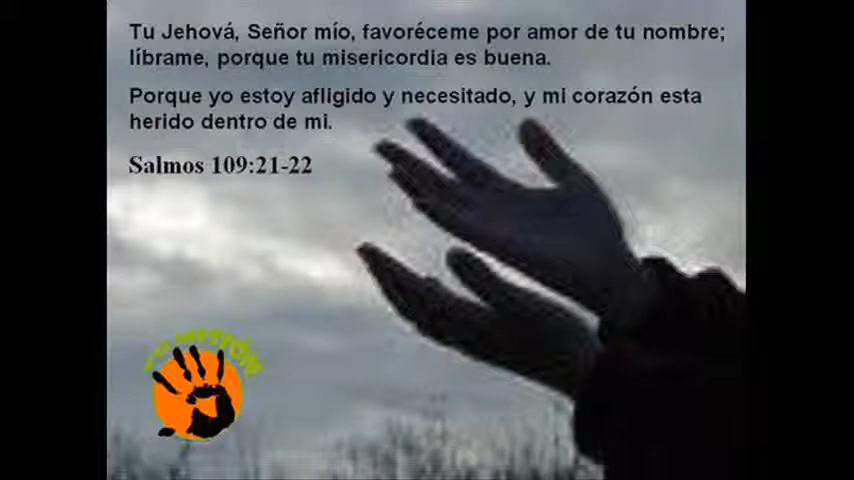 Tu Jehová, Señor mío, favoréceme por amor de tu nombre;
líbrame, porque tu misericordia es buena.
Porque yo estoy afligido y necesitado, y mi corazón esta
herido dentro de mi.
Salmos 109:21-22